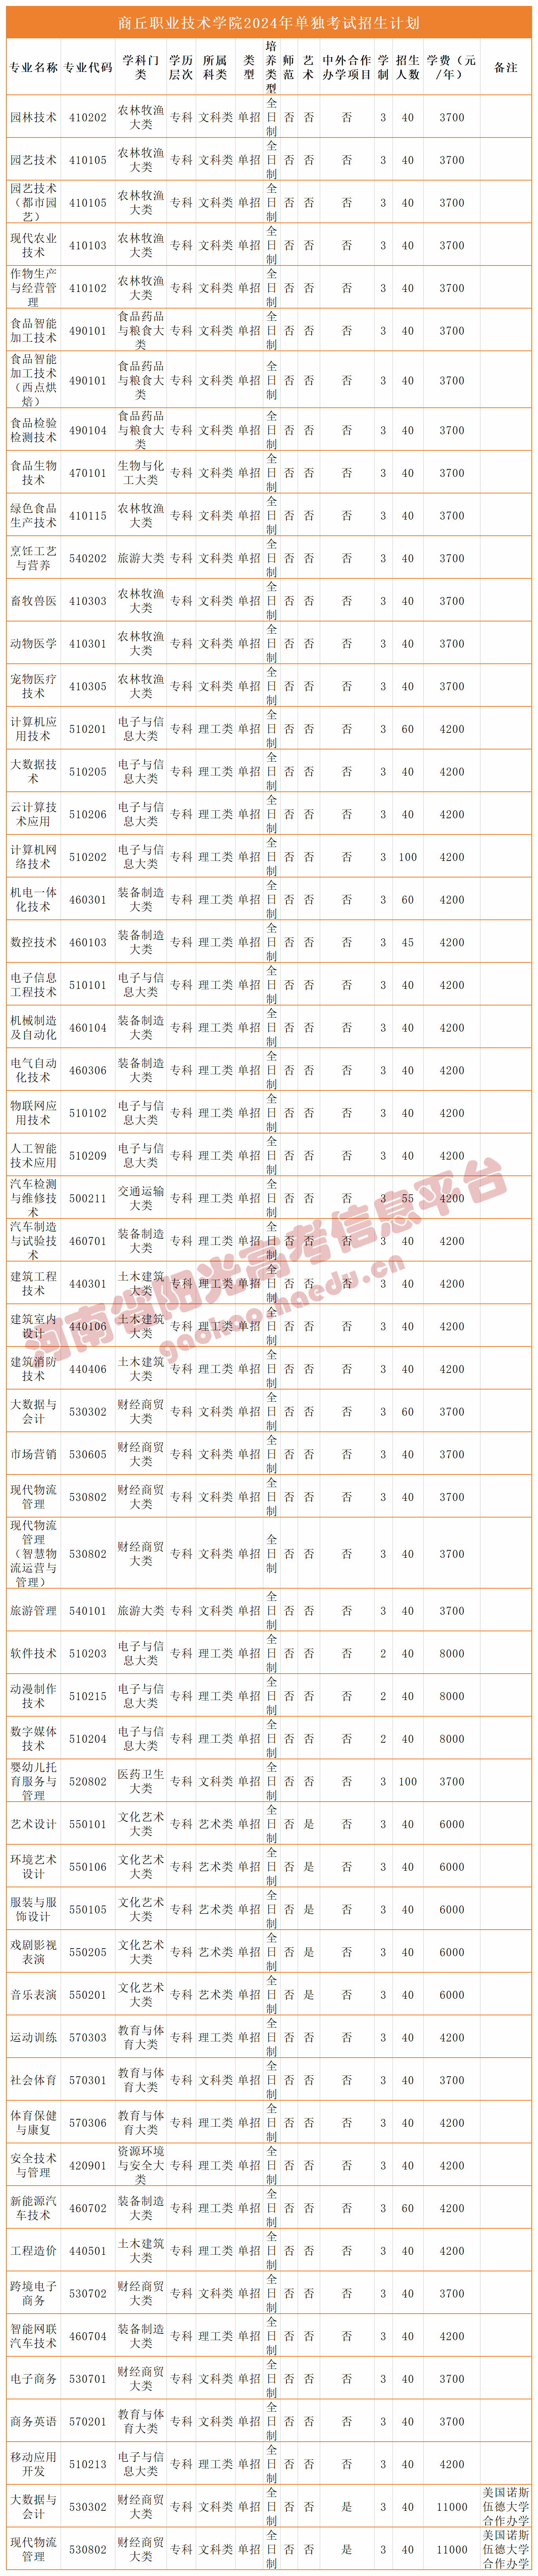 商丘职业技术学院2024年单独考试招生计划
专业名称 专业代码 学科门类 学历层次 所属科类 类型 培养类型 师范 艺术 中外合作办学项目 学制 招生人数 学费（元/年） 备注
园林技术 410202 农林牧渔大类 专科 文科类 单招 全日制 否 否 否 3 40 3700
园艺技术 410105 农林牧渔大类 专科 文科类 单招 全日制 否 否 否 3 40 3700
园艺技术（都市园艺） 410105 农林牧渔大类 专科 文科类 单招 全日制 否 否 否 3 40 3700
现代农业技术 410103 农林牧渔大类 专科 文科类 单招 全日制 否 否 否 3 40 3700
作物生产与经营管理 410102 农林牧渔大类 专科 文科类 单招 全日制 否 否 否 3 40 3700
食品智能加工技术 490101 食品药品与粮食大类 专科 文科类 单招 全日制 否 否 否 3 40 3700
食品智能加工技术（西点烘焙） 490101 食品药品与粮食大类 专科 文科类 单招 全日制 否 否 否 3 40 3700
食品检验检测技术 490104 食品药品与粮食大类 专科 文科类 单招 全日制 否 否 否 3 40 3700
食品生物技术 470101 生物与化工大类 专科 文科类 单招 全日制 否 否 否 3 40 3700
绿色食品生产技术 410115 农林牧渔大类 专科 文科类 单招 全日制 否 否 否 3 40 3700
烹饪工艺与营养 540202 旅游大类 专科 文科类 单招 全日制 否 否 否 3 40 3700
畜牧兽医 410303 农林牧渔大类 专科 文科类 单招 全日制 否 否 否 3 40 3700
动物医学 410301 农林牧渔大类 专科 文科类 单招 全日制 否 否 否 3 40 3700
宠物医疗技术 410305 农林牧渔大类 专科 文科类 单招 全日制 否 否 否 3 40 3700
计算机应用技术 510201 电子与信息大类 专科 理工类 单招 全日制 否 否 否 3 60 4200
大数据技术 510205 电子与信息大类 专科 理工类 单招 全日制 否 否 否 3 40 4200
云计算技术应用 510206 电子与信息大类 专科 理工类 单招 全日制 否 否 否 3 40 4200
计算机网络技术 510202 电子与信息大类 专科 理工类 单招 全日制 否 否 否 3 100 4200
机电一体化技术 460301 装备制造大类 专科 理工类 单招 全日制 否 否 否 3 60 4200
数控技术 460103 装备制造大类 专科 理工类 单招 全日制 否 否 否 3 45 4200
电子信息工程技术 510101 电子与信息大类 专科 理工类 单招 全日制 否 否 否 3 40 4200
机械制造及自动化 460104 装备制造大类 专科 理工类 单招 全日制 否 否 否 3 40 4200
电气自动化技术 460306 装备制造大类 专科 理工类 单招 全日制 否 否 否 3 40 4200
物联网应用技术 510102 电子与信息大类 专科 理工类 单招 全日制 否 否 否 3 40 4200
人工智能技术应用 510209 电子与信息大类 专科 理工类 单招 全日制 否 否 否 3 40 4200
汽车检测与维修技术 500211 交通运输大类 专科 理工类 单招 全日制 否 否 否 3 55 4200
汽车制造与试验技术 460701 装备制造大类 专科 理工类 单招 全日制 否 否 否 3 40 4200
建筑工程技术 440301 土木建筑大类 专科 理工类 单招 全日制 否 否 否 3 40 4200
建筑室内设计 440106 土木建筑大类 专科 理工类 单招 全日制 否 否 否 3 40 4200
建筑消防技术 440406 土木建筑大类 专科 理工类 单招 全日制 否 否 否 3 40 4200
大数据与会计 530302 财经商贸大类 专科 文科类 单招 全日制 否 否 否 3 60 3700
市场营销 530605 财经商贸大类 专科 文科类 单招 全日制 否 否 否 3 40 3700
现代物流管理 530802 财经商贸大类 专科 文科类 单招 全日制 否 否 否 3 40 3700
现代物流管理（智慧物流运营与管理） 530802 财经商贸大类 专科 文科类 单招 全日制 否 否 否 3 40 3700
旅游管理 540101 旅游大类 专科 文科类 单招 全日制 否 否 否 3 40 3700
软件技术 510203 电子与信息大类 专科 理工类 单招 全日制 否 否 否 2 40 8000
动漫制作技术 510215 电子与信息大类 专科 理工类 单招 全日制 否 否 否 2 40 8000
数字媒体技术 510204 电子与信息大类 专科 理工类 单招 全日制 否 否 否 2 40 8000
婴幼儿托育服务与管理 520802 医药卫生大类 专科 文科类 单招 全日制 否 否 否 3 100 3700
艺术设计 550101 文化艺术大类 专科 艺术类 单招 全日制 否 是 否 3 40 6000
环境艺术设计 550106 文化艺术大类 专科 艺术类 单招 全日制 否 是 否 3 40 6000
服装与服饰设计 550105 文化艺术大类 专科 艺术类 单招 全日制 否 是 否 3 40 6000
戏剧影视表演 550205 文化艺术大类 专科 艺术类 单招 全日制 否 是 否 3 40 6000
音乐表演 550201 文化艺术大类 专科 艺术类 单招 全日制 否 是 否 3 40 6000
运动训练 570303 教育与体育大类 专科 理工类 单招 全日制 否 否 否 3 40 4200
社会体育 570301 教育与体育大类 专科 文科类 单招 全日制 否 否 否 3 40 3700
体育保健与康复 570306 教育与体育大类 专科 理工类 单招 全日制 否 否 否 3 40 4200
安全技术与管理 420901 资源环境与安全大类 专科 理工类 单招 全日制 否 否 否 3 40 4200
新能源汽车技术 460702 装备制造大类 专科 理工类 单招 全日制 否 否 否 3 60 4200
工程造价 440501 土木建筑大类 专科 理工类 单招 全日制 否 否 否 3 40 4200
跨境电子商务 530702 财经商贸大类 专科 文科类 单招 全日制 否 否 否 3 40 3700
智能网联汽车技术 460704 装备制造大类 专科 理工类 单招 全日制 否 否 否 3 40 4200
电子商务 530701 财经商贸大类 专科 文科类 单招 全日制 否 否 否 3 40 3700
商务英语 570201 教育与体育大类 专科 文科类 单招 全日制 否 否 否 3 40 3700
移动应用开发 510213 电子与信息大类 专科 理工类 单招 全日制 否 否 否 3 40 4200
大数据与会计 530302 财经商贸大类 专科 文科类 单招 全日制 否 否 是 3 40 11000 美国诺斯伍德大学合作办学
现代物流管理 530802 财经商贸大类 专科 文科类 单招 全日制 否 否 是 3 40 11000 美国诺斯伍德大学合作办学
河南省阳光高考信息平台
gaokao.haedu.cn